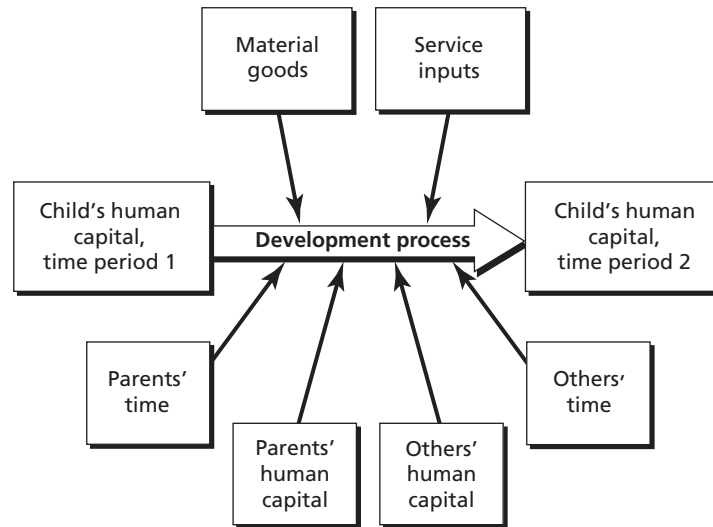 Material
goods
Service
inputs
Child’s human
capital,
time period 1
Development process
Child’s human
capital,
time period 2
Parents’
time
Others’
time
Parents’
human
capital
Others’
human
capital